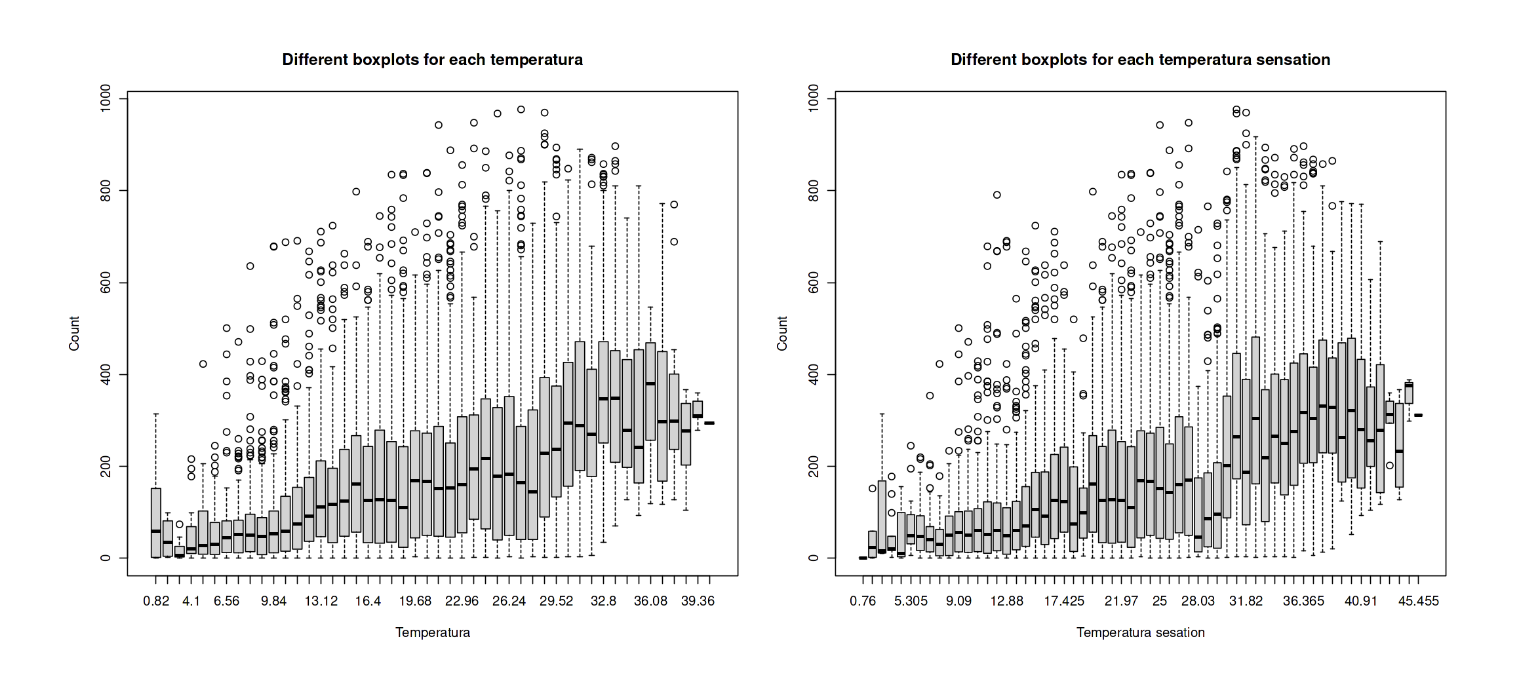 Different boxplots for each temperatura
Count
0 200 400 600 800 1000
0.82 4.1 6.56 9.84 13.12 16.4 19.68 22.96 26.24 29.52 32.8 36.08 39.36
Temperatura
Different boxplots for each temperatura sensation
Count
0 200 400 600 800 1000
0.76 5.305 9.09 12.88 17.425 21.97 25 28.03 31.82 36.365 40.91 45.455
Temperatura sesation